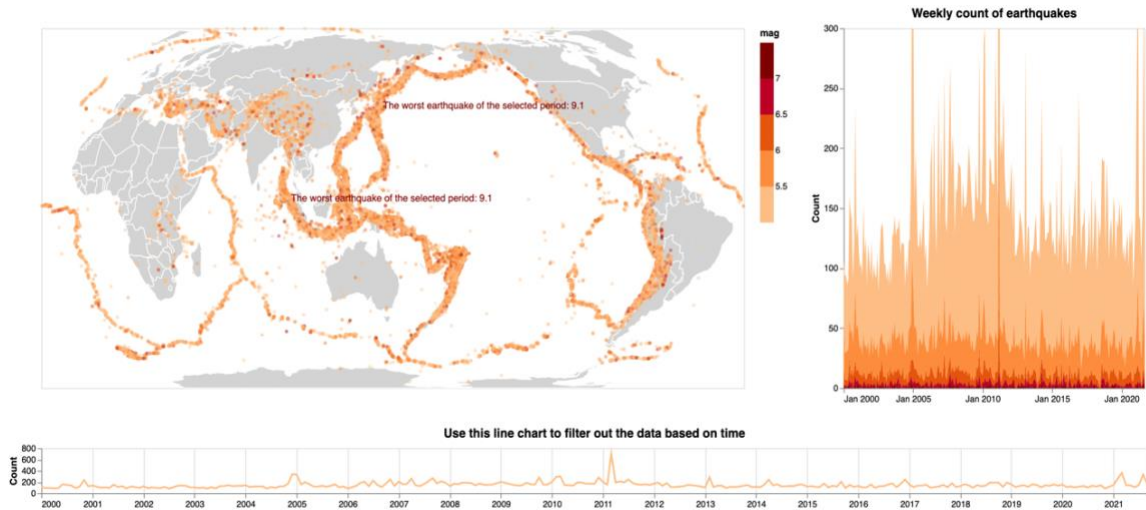 Weekly count of earthquakes
mag
7
6.5
6
5.5
The worst earthquake of the selected period: 9.1
The worst earthquake of the selected period: 9.1
300
250
200
150
100
50
0
Count
Jan 2000 Jan 2005 Jan 2010 Jan 2015 Jan 2020
Use this line chart to filter out the data based on time
800
600
400
200
0
Count
2000 2001 2002 2003 2004 2005 2006 2007 2008 2009 2010 2011 2012 2013 2014 2015 2016 2017 2018 2019 2020 2021